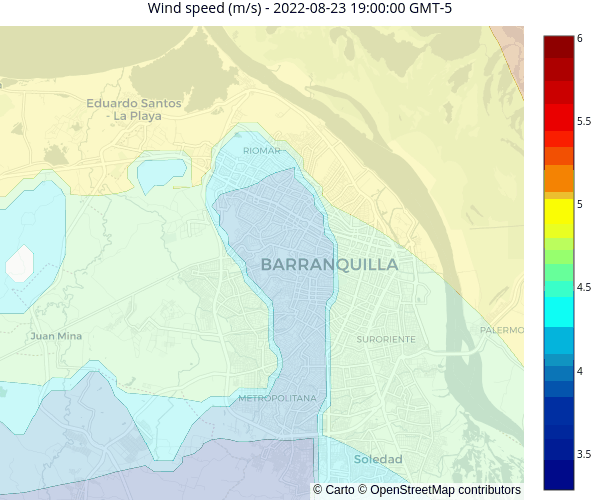 Wind speed (m/s) - 2022-08-23 19:00:00 GMT-5
6
Eduardo Santos
- La Playa
5.5
RIOMAR
5
BARRANQUILLA
4.5
Juan Mina
SURORIENTE
PALERMO
4
METROPOLITANA
Soledad
3.5
© Carto © OpenStreetMap contributors